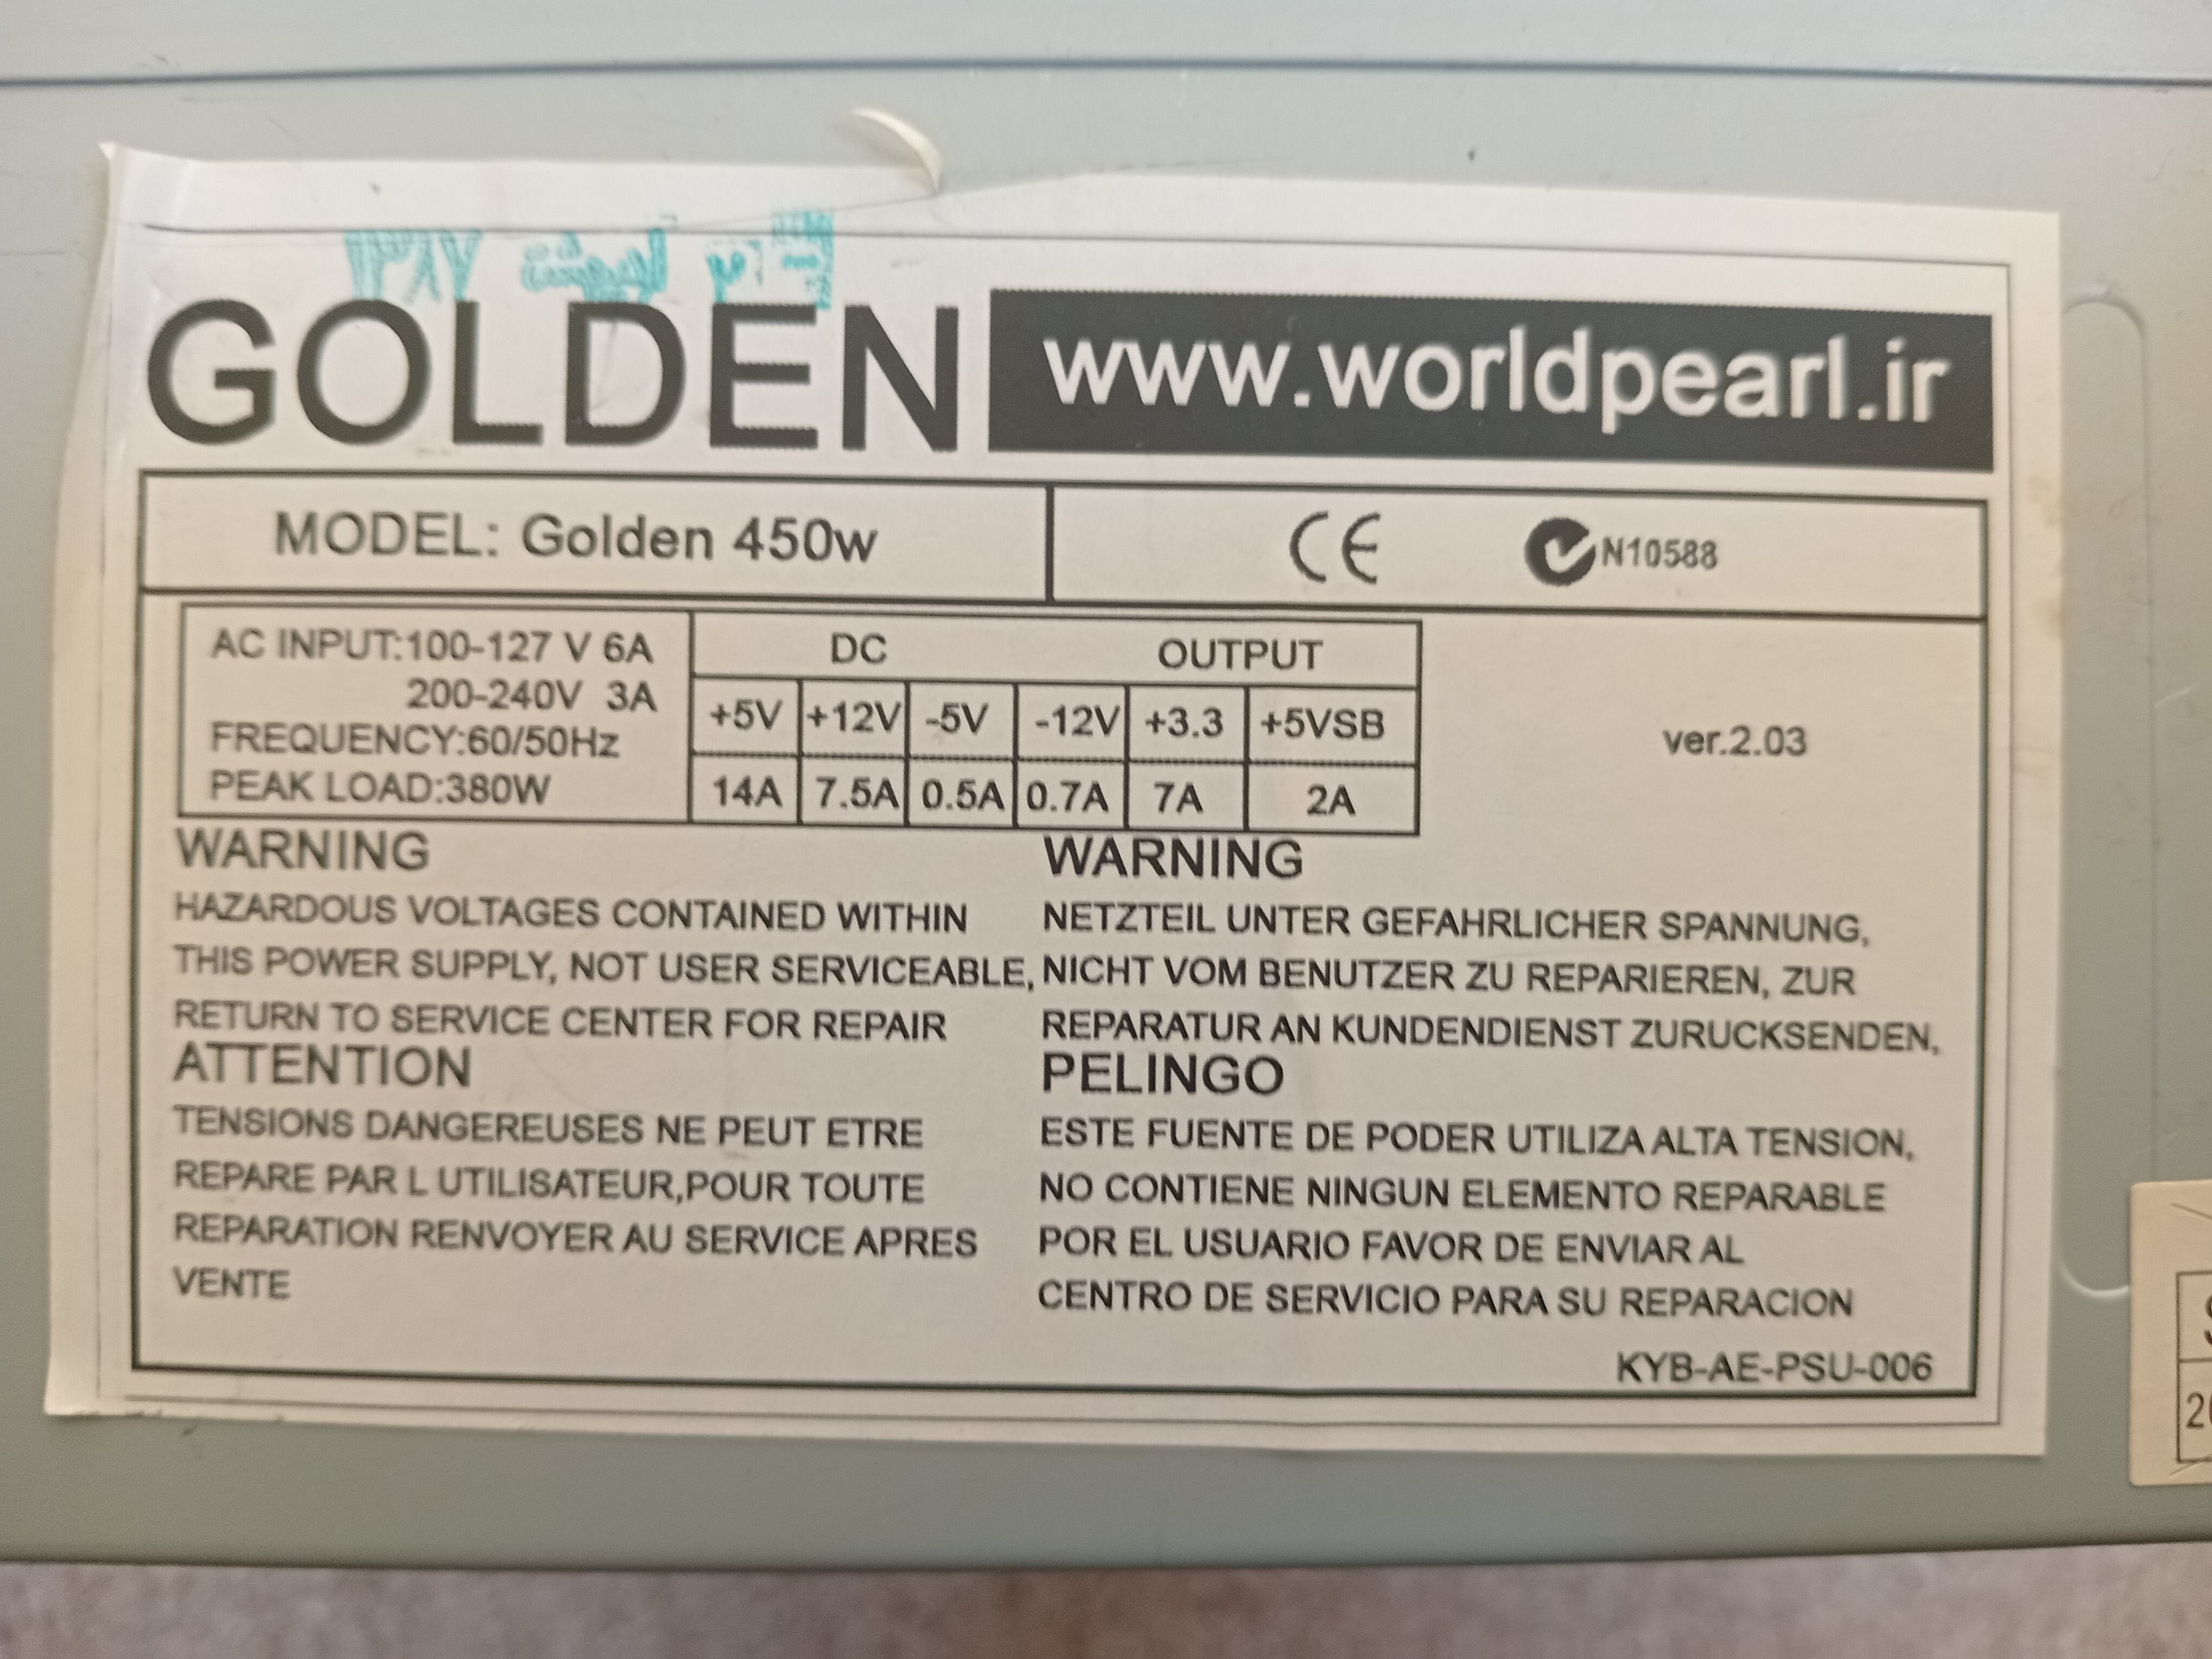 GOLDEN www.worldpearl.ir
MODEL: Golden 450w
CE N10588
AC INPUT:100-127 V 6A
200-240V 3A
FREQUENCY:60/50Hz
PEAK LOAD:380W
DC OUTPUT
+5V +12V -5V -12V +3.3 +5VSB
14A 7.5A 0.5A 0.7A 7A 2A
ver.2.03
WARNING
HAZARDOUS VOLTAGES CONTAINED WITHIN
THIS POWER SUPPLY, NOT USER SERVICEABLE,
RETURN TO SERVICE CENTER FOR REPAIR
ATTENTION
TENSIONS DANGEREUSES NE PEUT ETRE
REPARE PAR L UTILISATEUR,POUR TOUTE
REPARATION RENVOYER AU SERVICE APRES
VENTE
WARNING
NETZTEIL UNTER GEFAHRLICHER SPANNUNG,
NICHT VOM BENUTZER ZU REPARIEREN, ZUR
REPARATUR AN KUNDENDIENST ZURUCKSENDEN,
PELINGO
ESTE FUENTE DE PODER UTILIZA ALTA TENSION,
NO CONTIENE NINGUN ELEMENTO REPARABLE
POR EL USUARIO FAVOR DE ENVIAR AL
CENTRO DE SERVICIO PARA SU REPARACION
KYB-AE-PSU-006